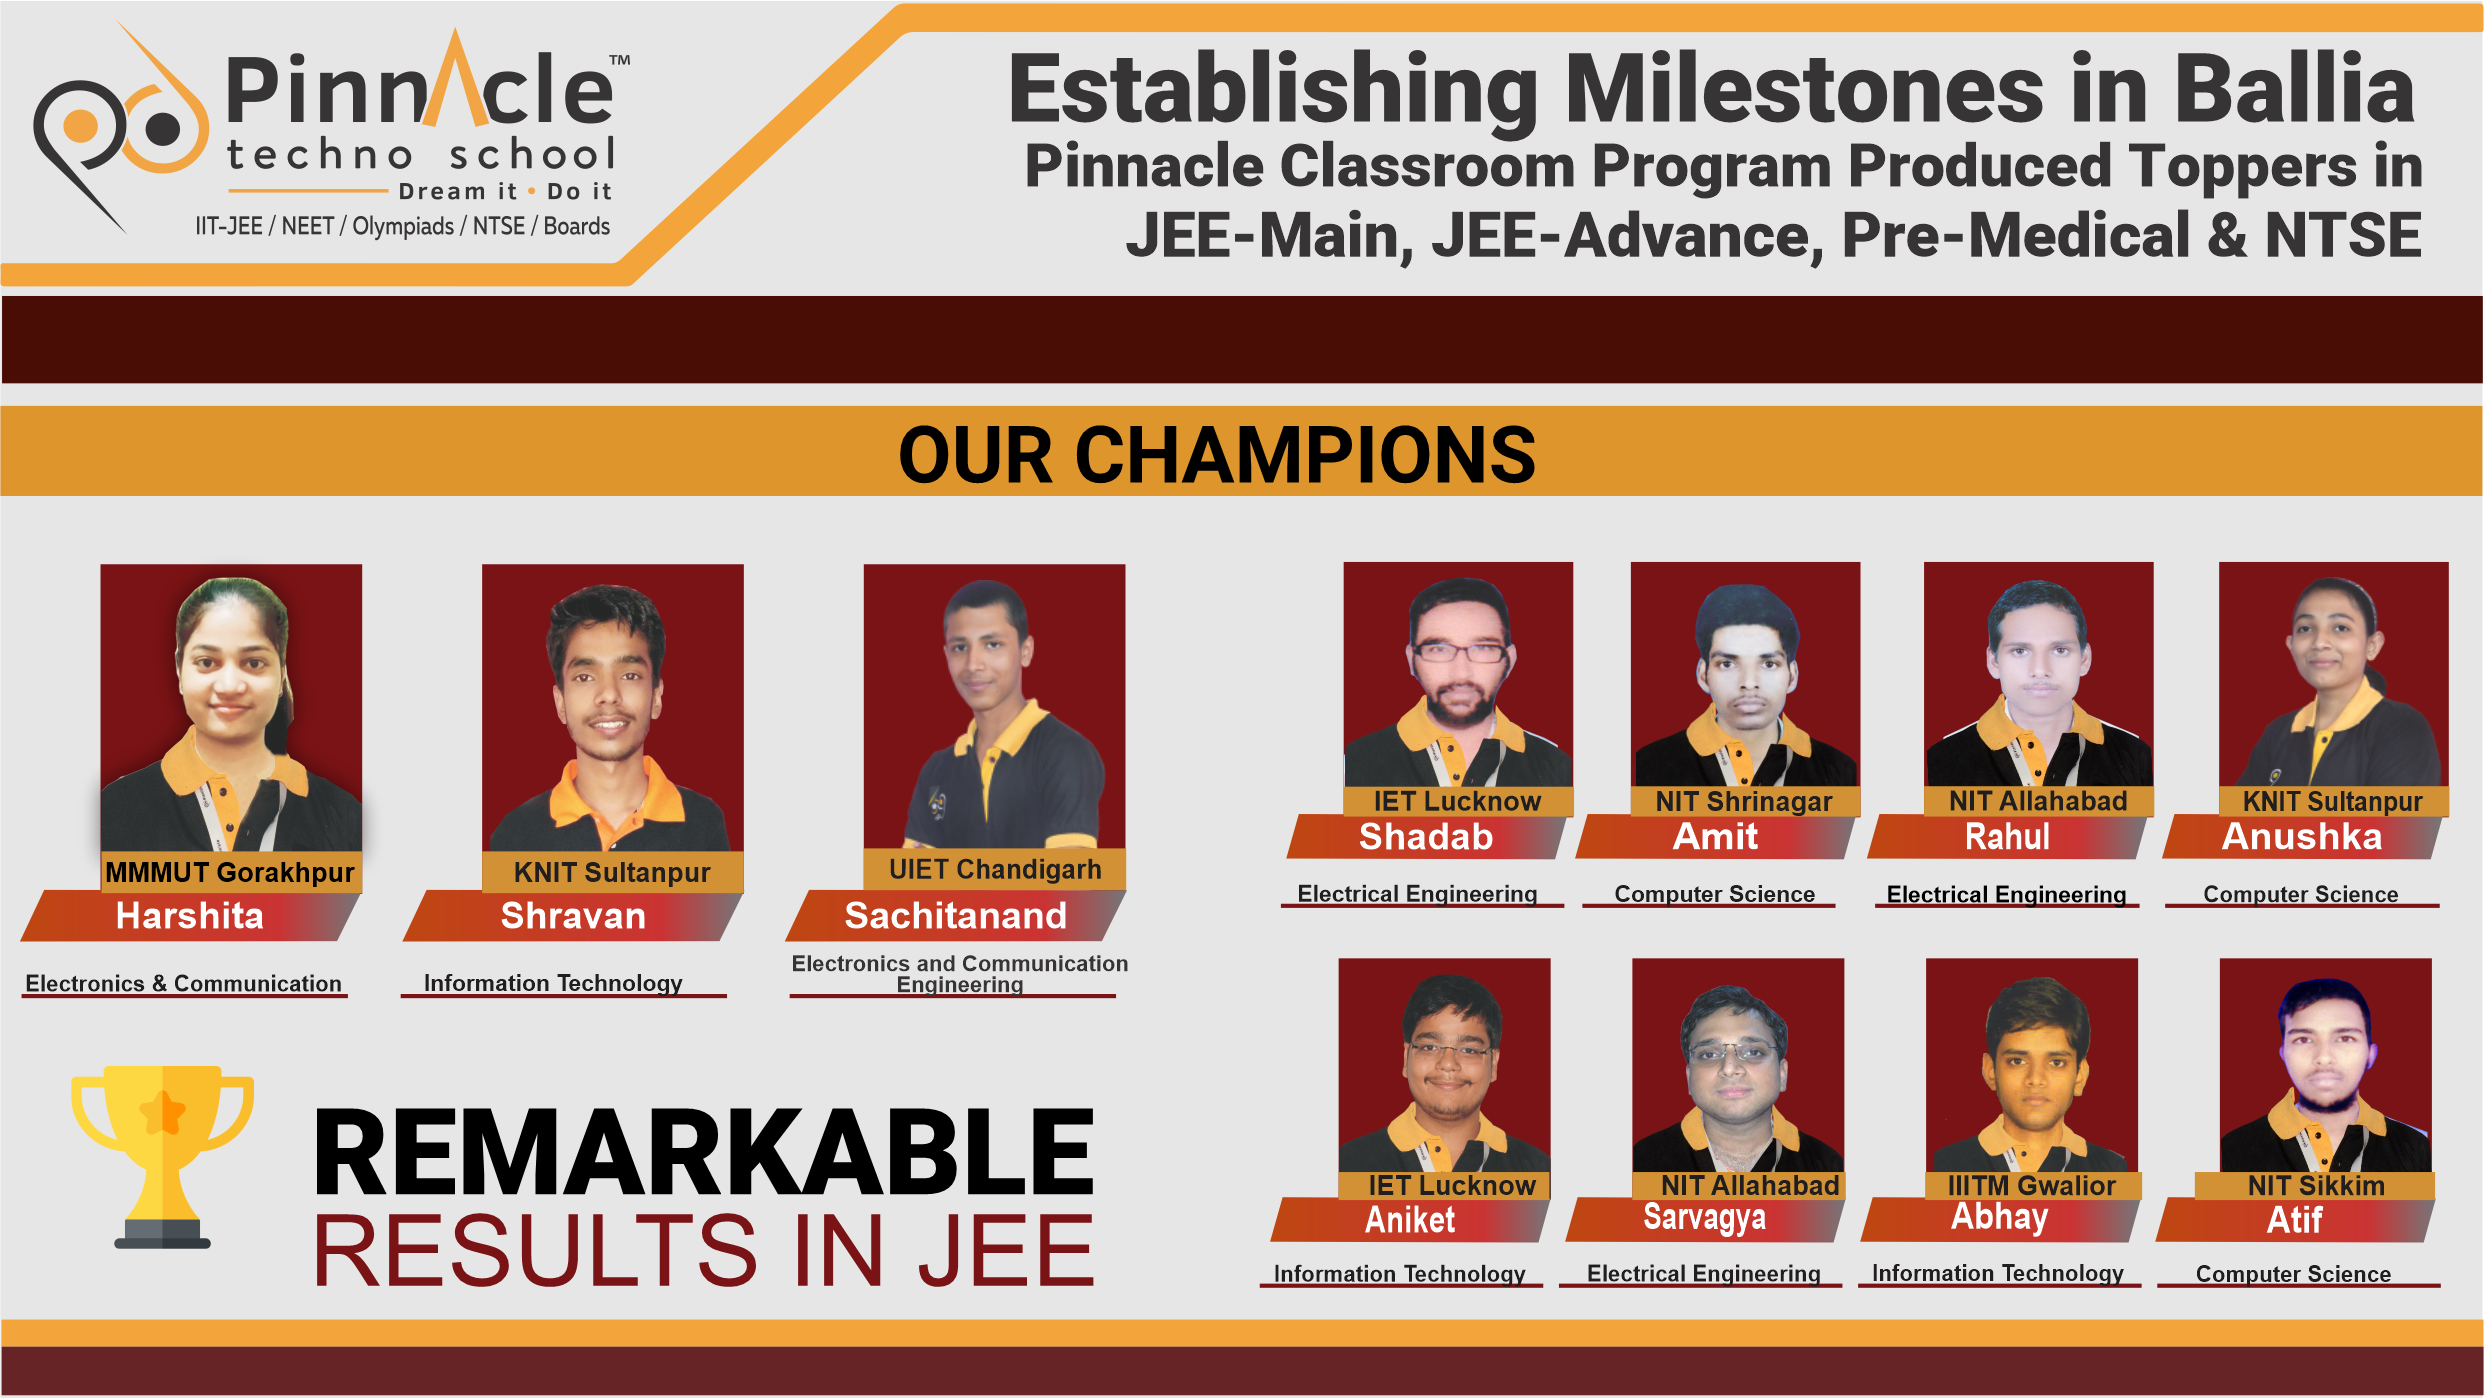 PinnAcle™
techno school
Dream it • Do it
IIT-JEE / NEET / Olympiads / NTSE / Boards
Establishing Milestones in Ballia
Pinnacle Classroom Program Produced Toppers in
JEE-Main, JEE-Advance, Pre-Medical & NTSE
OUR CHAMPIONS
MMMUT Gorakhpur
Harshita
Electronics & Communication
KNIT Sultanpur
Shravan
Information Technology
UIET Chandigarh
Sachitanand
Electronics and Communication
Engineering
IET Lucknow
Shadab
Electrical Engineering
NIT Shrinagar
Amit
Computer Science
NIT Allahabad
Rahul
Electrical Engineering
KNIT Sultanpur
Anushka
Computer Science
IET Lucknow
Aniket
Information Technology
NIT Allahabad
Sarvagya
Electrical Engineering
IIITM Gwalior
Abhay
Information Technology
NIT Sikkim
Atif
Computer Science
REMARKABLE
RESULTS IN JEE